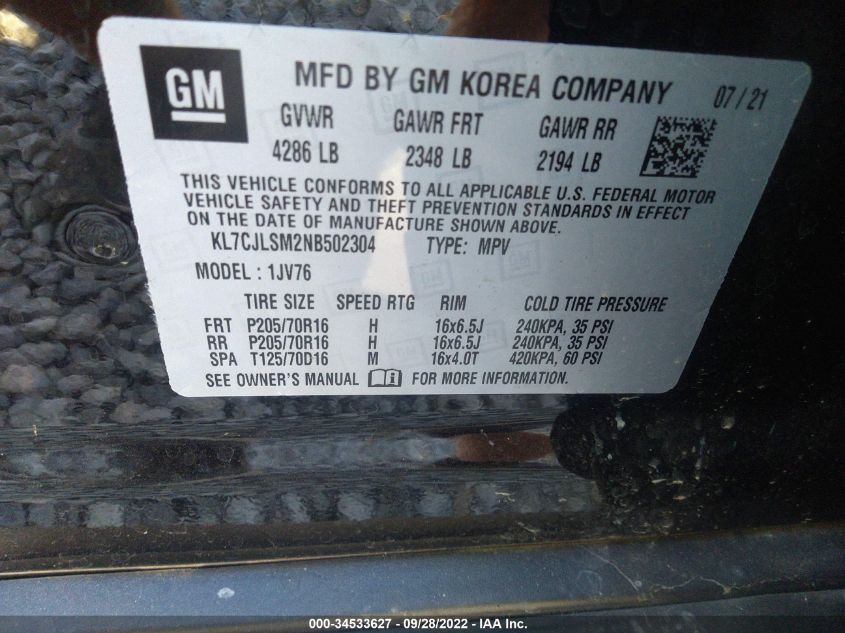 GM
MFD BY GM KOREA COMPANY 07/21
GVWR GAWR FRT GAWR RR
4286 LB 2348 LB 2194 LB
THIS VEHICLE CONFORMS TO ALL APPLICABLE U.S. FEDERAL MOTOR
VEHICLE SAFETY AND THEFT PREVENTION STANDARDS IN EFFECT
ON THE DATE OF MANUFACTURE SHOWN ABOVE.
KL7CJLSM2NB502304 TYPE: MPV
MODEL : 1JV76
TIRE SIZE SPEED RTG RIM COLD TIRE PRESSURE
FRT P205/70R16 H 16x6.5J 240KPA, 35 PSI
RR P205/70R16 H 16x6.5J 240KPA, 35 PSI
SPA T125/70D16 M 16x4.0T 420KPA, 60 PSI
SEE OWNER'S MANUAL FOR MORE INFORMATION.
000-34533627 - 09/28/2022 - IAA Inc.